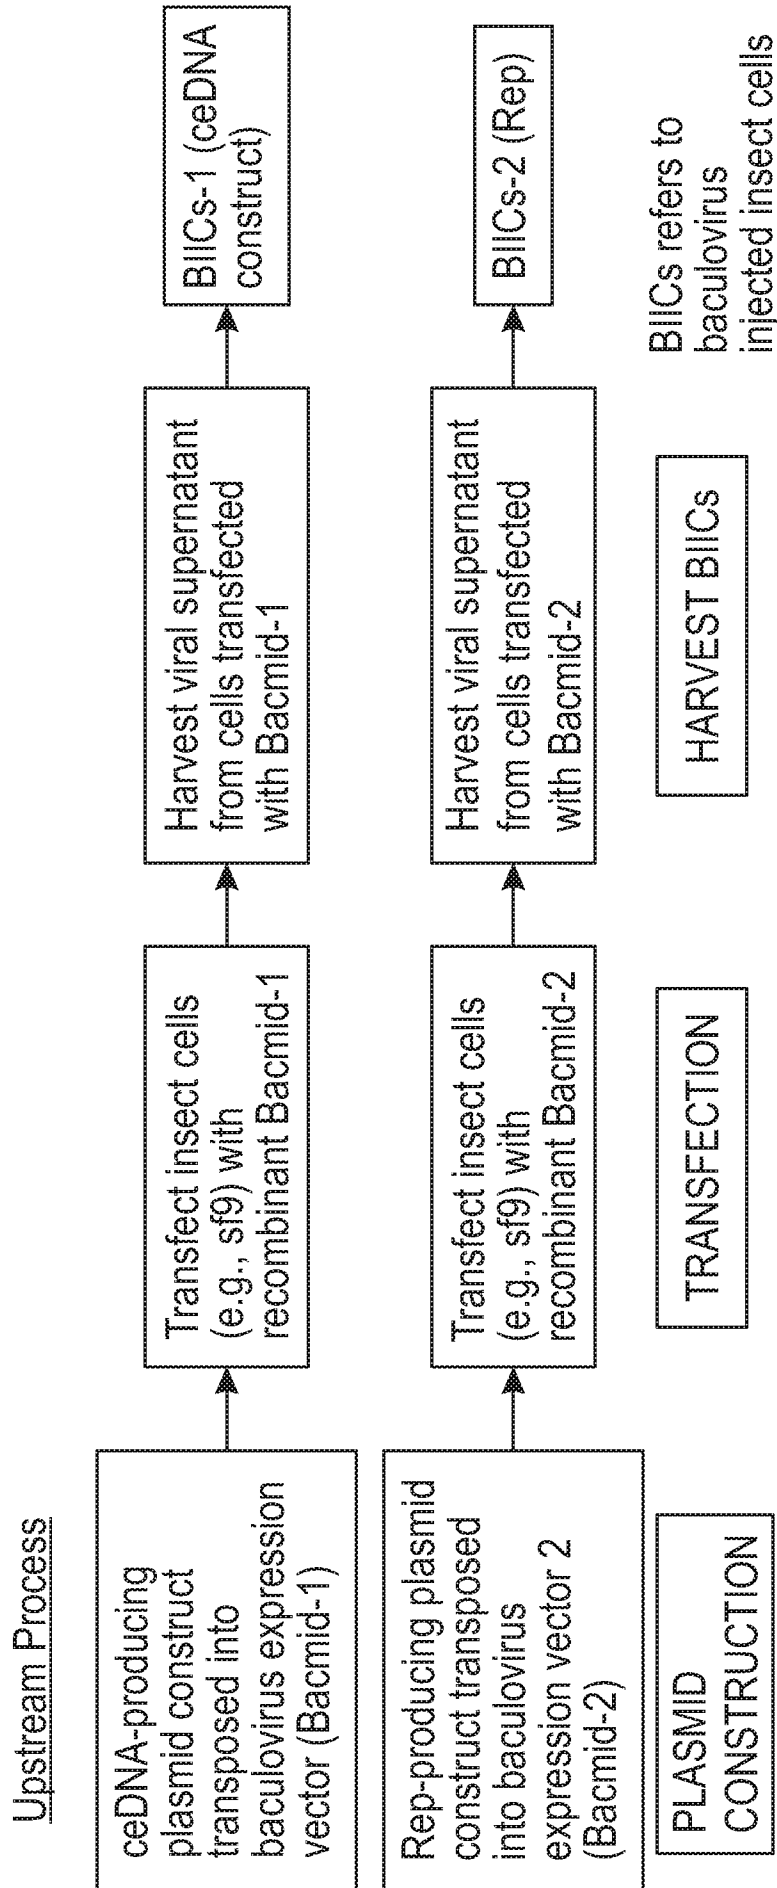 Upstream Process
ceDNA-producing
plasmid construct
transposed into
baculovirus expression
vector (Bacmid-1)
Transfect insect cells
(e.g., sf9) with
recombinant Bacmid-1
Harvest viral supernatant
from cells transfected
with Bacmid-1
BIICs-1 (ceDNA
construct)
Rep-producing plasmid
construct transposed
into baculovirus
expression vector 2
(Bacmid-2)
Transfect insect cells
(e.g., sf9) with
recombinant Bacmid-2
Harvest viral supernatant
from cells transfected
with Bacmid-2
BIICs-2 (Rep)
PLASMID
CONSTRUCTION
TRANSFECTION
HARVEST BIICs
BIICs refers to
baculovirus
injected insect cells